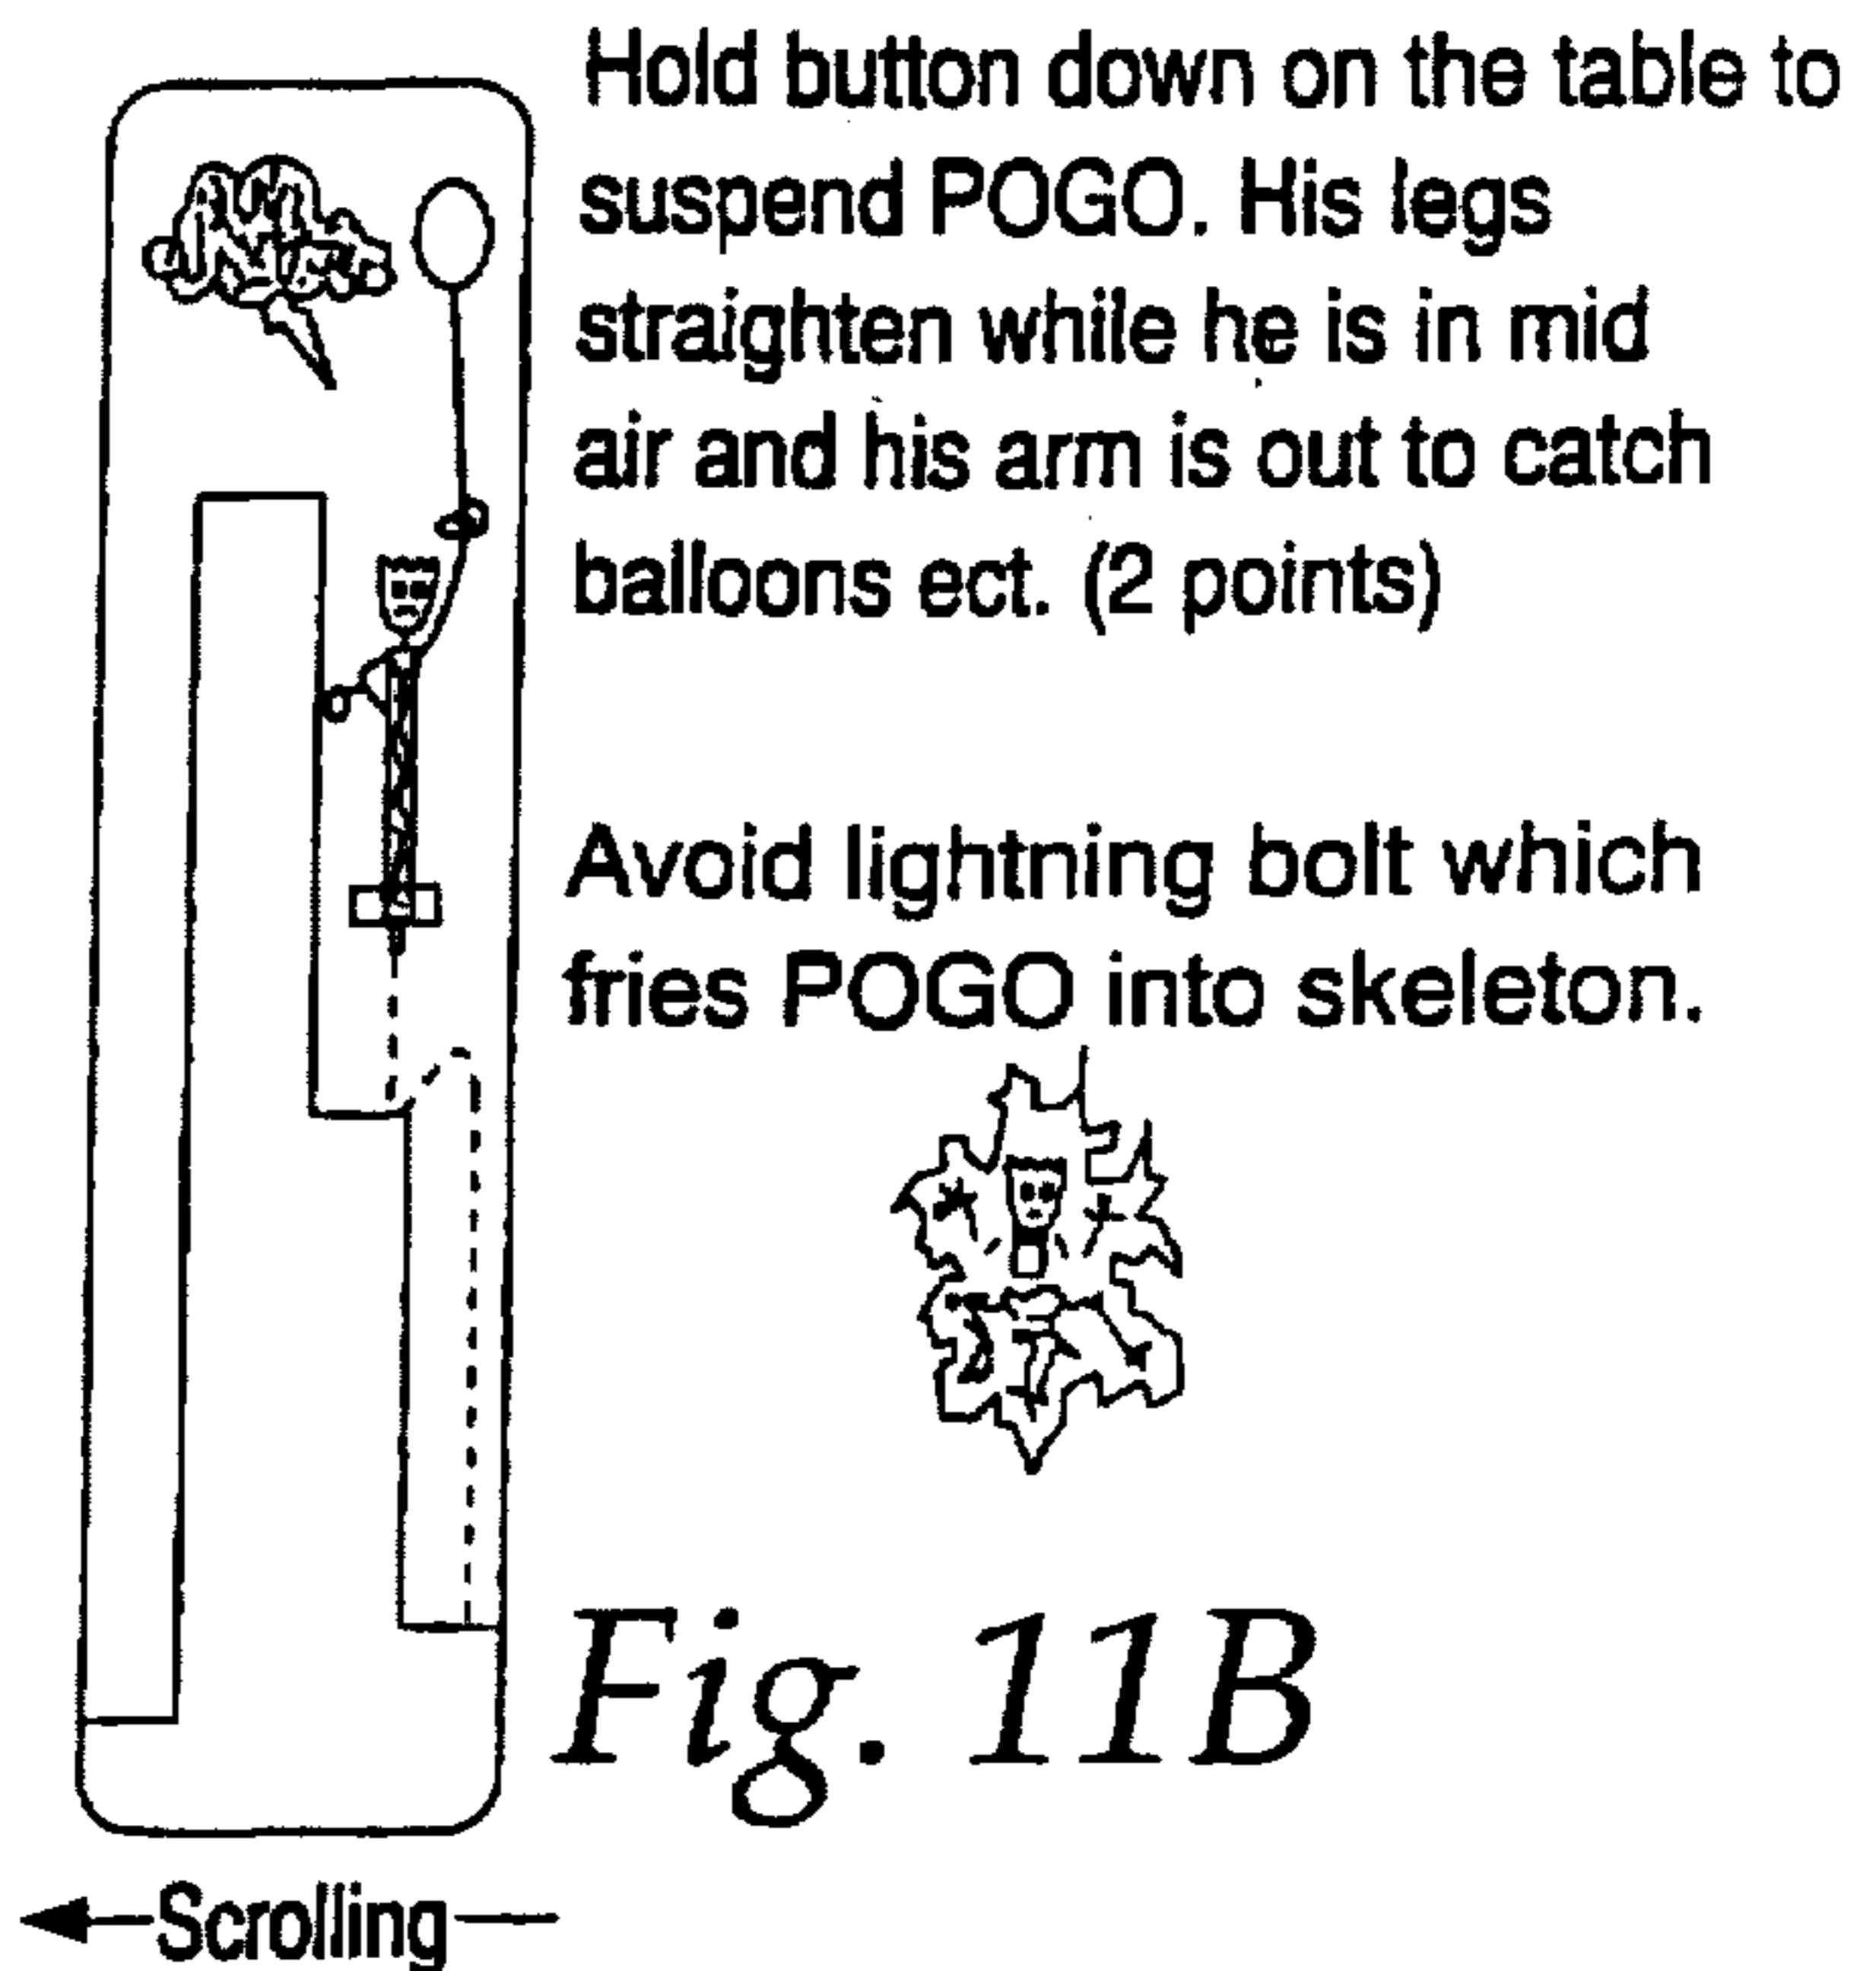 Hold button down on the table to
suspend POGO. His legs
straighten while he is in mid
air and his arm is out to catch
balloons ect. (2 points)
Avoid lightning bolt which
fries POGO into skeleton.
Fig. 11B
Scrolling